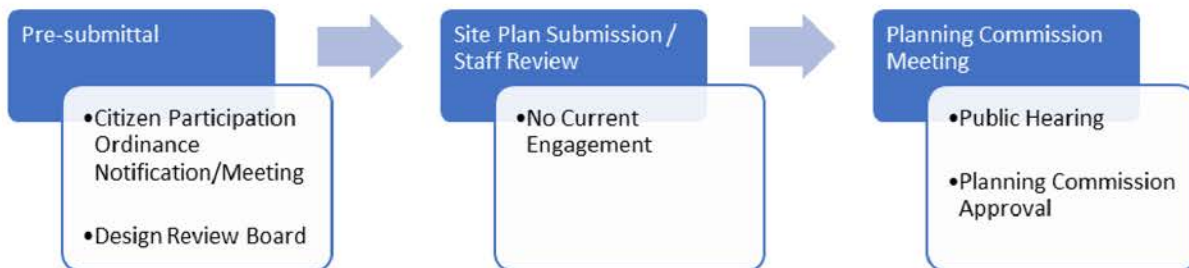 Pre-submittal
•Citizen Participation
Ordinance
Notification/Meeting
•Design Review Board
Site Plan Submission /
Staff Review
•No Current
Engagement
Planning Commission
Meeting
•Public Hearing
•Planning Commission
Approval